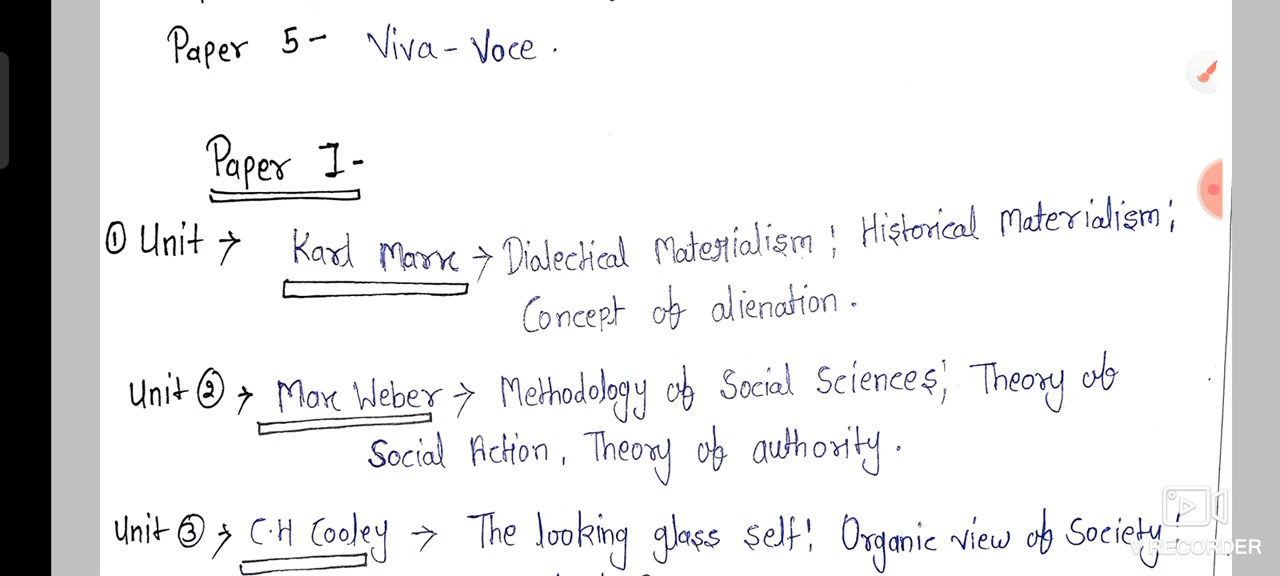 Paper 5- Viva-Voce.
Paper I-
① Unit → Karl Marx → Dialectical Materialism; Historical Materialism;
Concept of alienation.
Unit ② → Max Weber → Methodology of Social Sciences; Theory of
Social Action, Theory of authority.
Unit ③ → C.H Cooley → The looking glass self; Organic view of Society;
V RECORDER